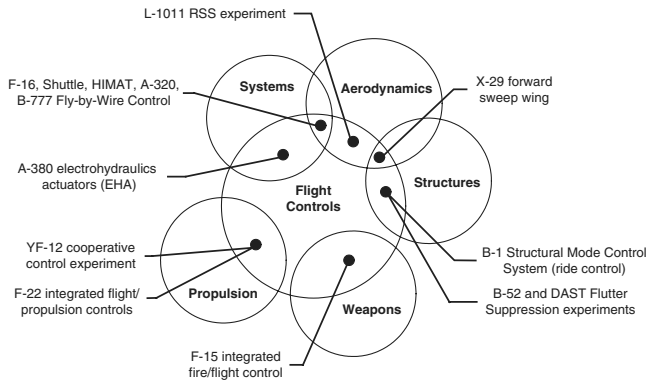 L-1011 RSS experiment
F-16, Shuttle, HIMAT, A-320,
B-777 Fly-by-Wire Control
Systems
Aerodynamics
X-29 forward
sweep wing
A-380 electrohydraulics
actuators (EHA)
Flight
Controls
Structures
YF-12 cooperative
control experiment
B-1 Structural Mode Control
System (ride control)
F-22 integrated flight/
propulsion controls
Propulsion
Weapons
B-52 and DAST Flutter
Suppression experiments
F-15 integrated
fire/flight control